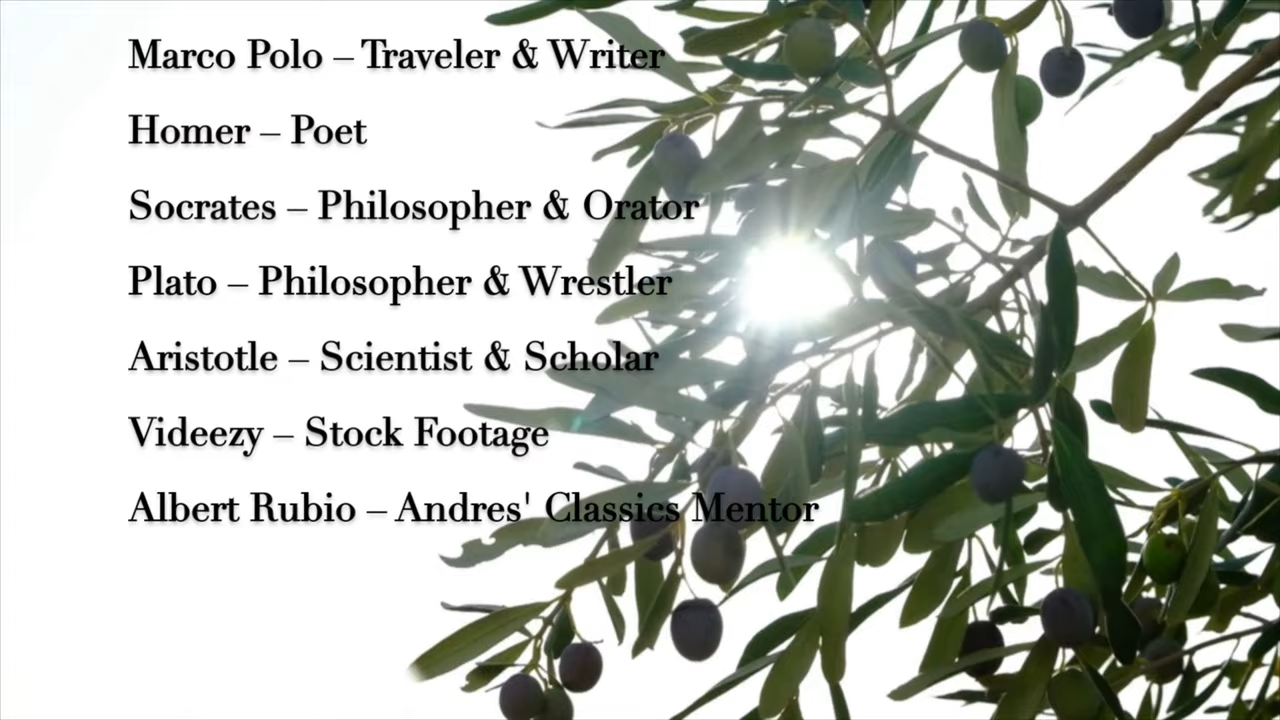 Marco Polo – Traveler & Writer
Homer – Poet
Socrates – Philosopher & Orator
Plato – Philosopher & Wrestler
Aristotle – Scientist & Scholar
Videezy – Stock Footage
Albert Rubio – Andres' Classics Mentor